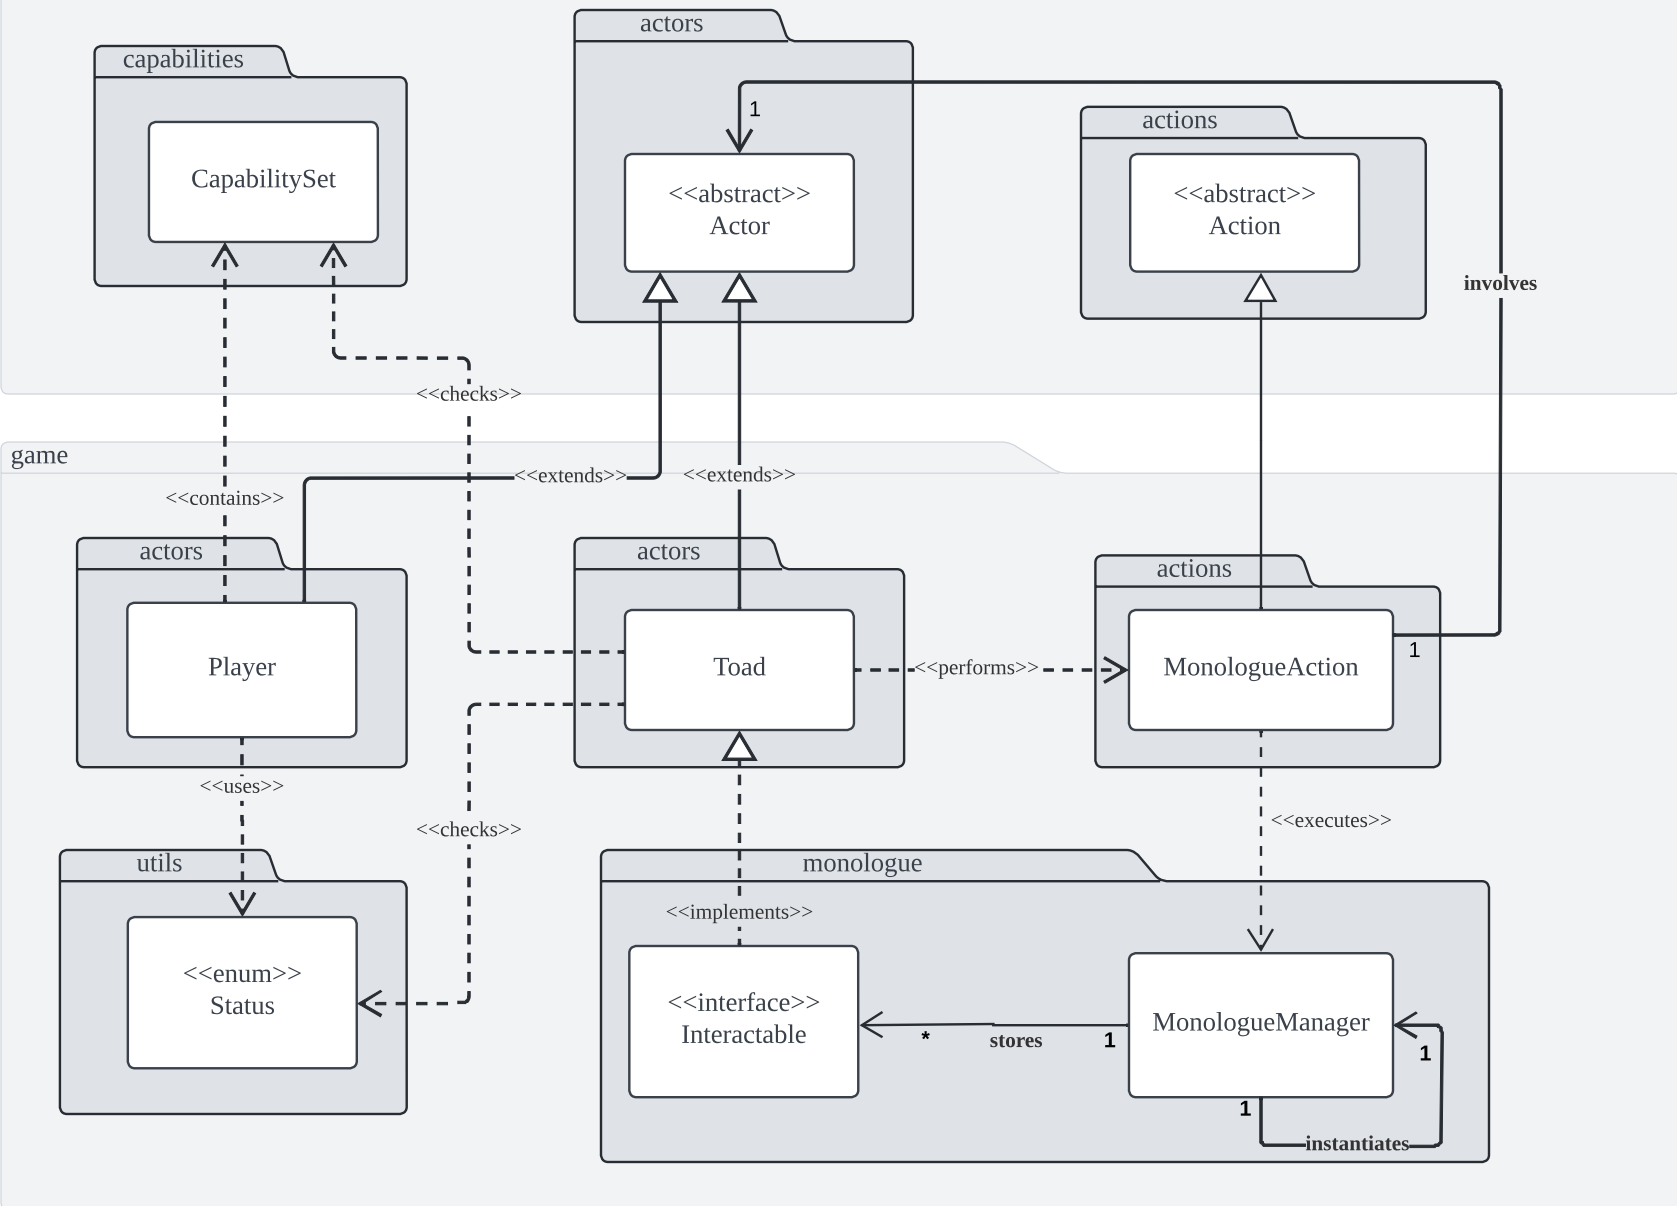 actors
capabilities
1
actions
CapabilitySet
<<abstract>>
Actor
<<abstract>>
Action
involves
<<checks>>
game
<<extends>>
<<extends>>
<<contains>>
actors
actors
actions
Player
Toad
<<performs>>
MonologueAction
1
<<uses>>
<<checks>>
<<executes>>
utils
monologue
<<implements>>
<<enum>>
Status
<<interface>>
Interactable
*
stores
1
MonologueManager
1
1
instantiates